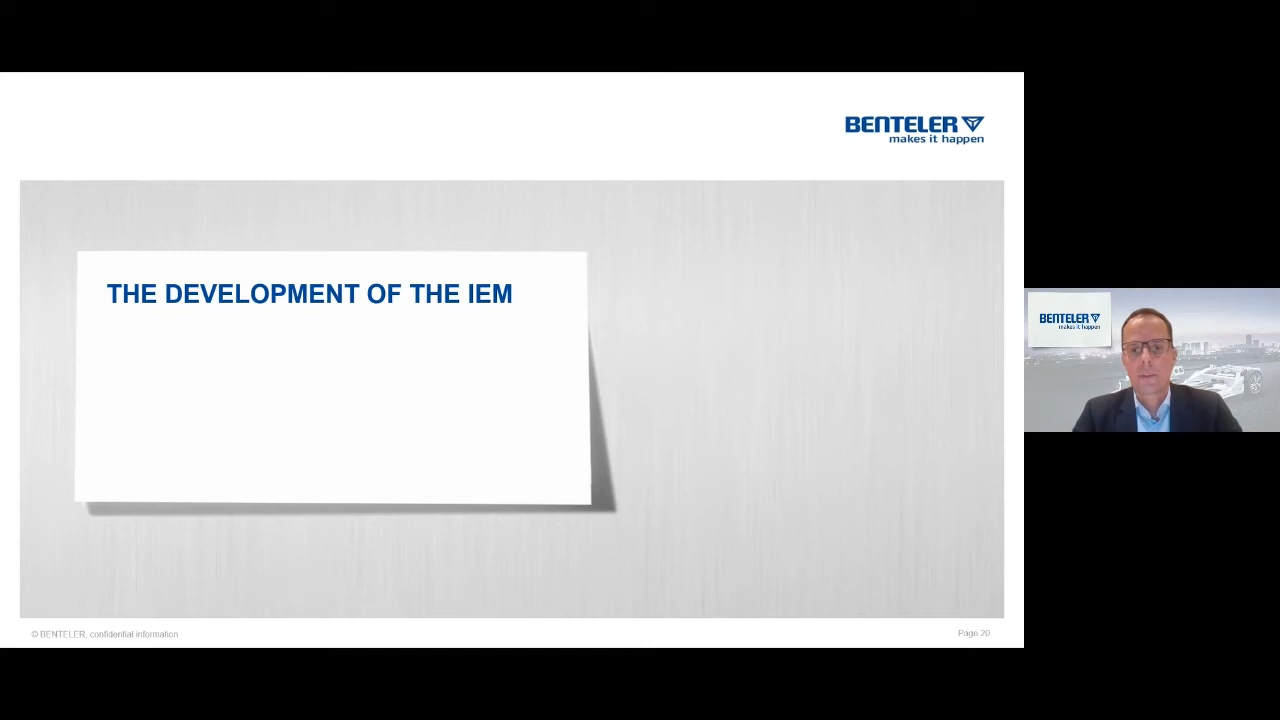 BENTELER
makes it happen
THE DEVELOPMENT OF THE IEM
© BENTELER, confidential information
Page 20
BENTELER
makes it happen